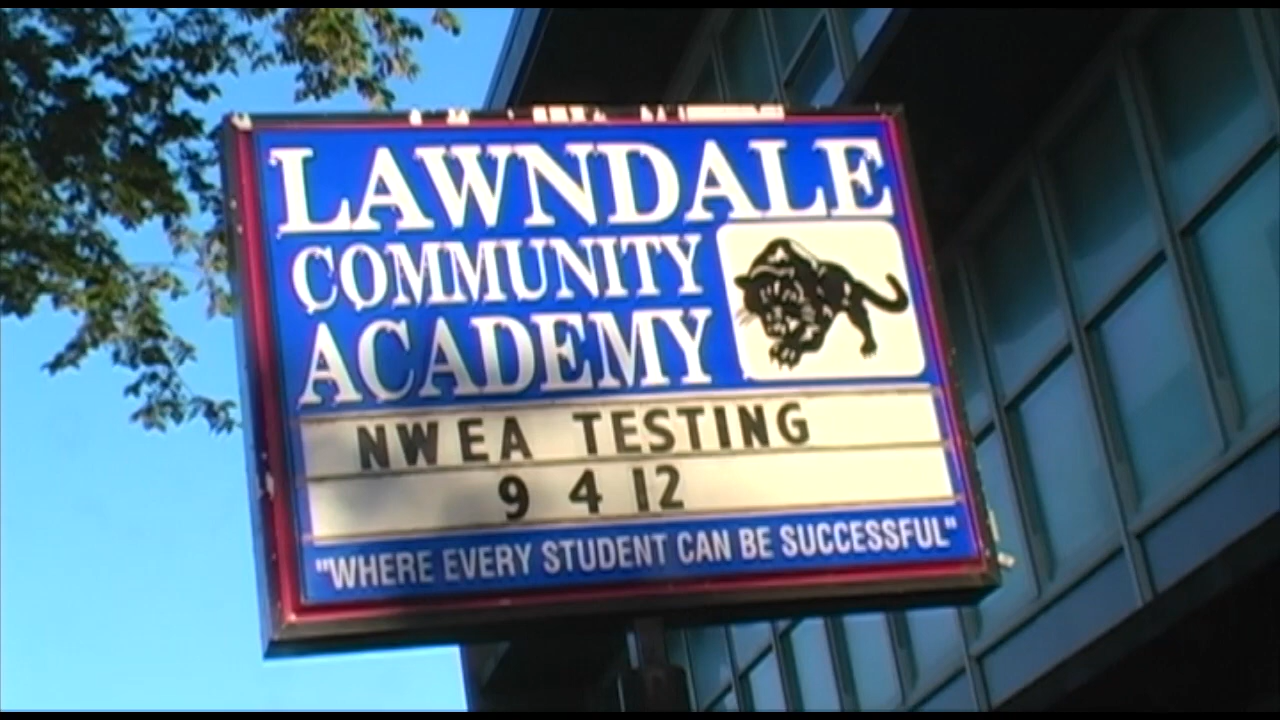 LAWNDALE
COMMUNITY
ACADEMY
NWEA TESTING
9 4 12
"WHERE EVERY STUDENT CAN BE SUCCESSFUL"